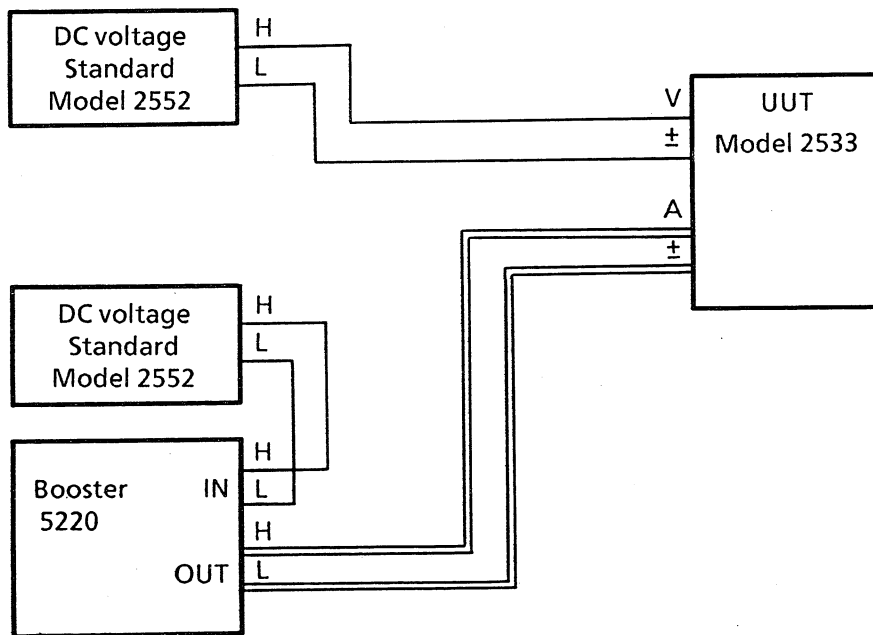 DC voltage
Standard
Model 2552
H
L
V
±
UUT
Model 2533
A
±
DC voltage
Standard
Model 2552
H
L
Booster
5220
IN
H
L
OUT
H
L